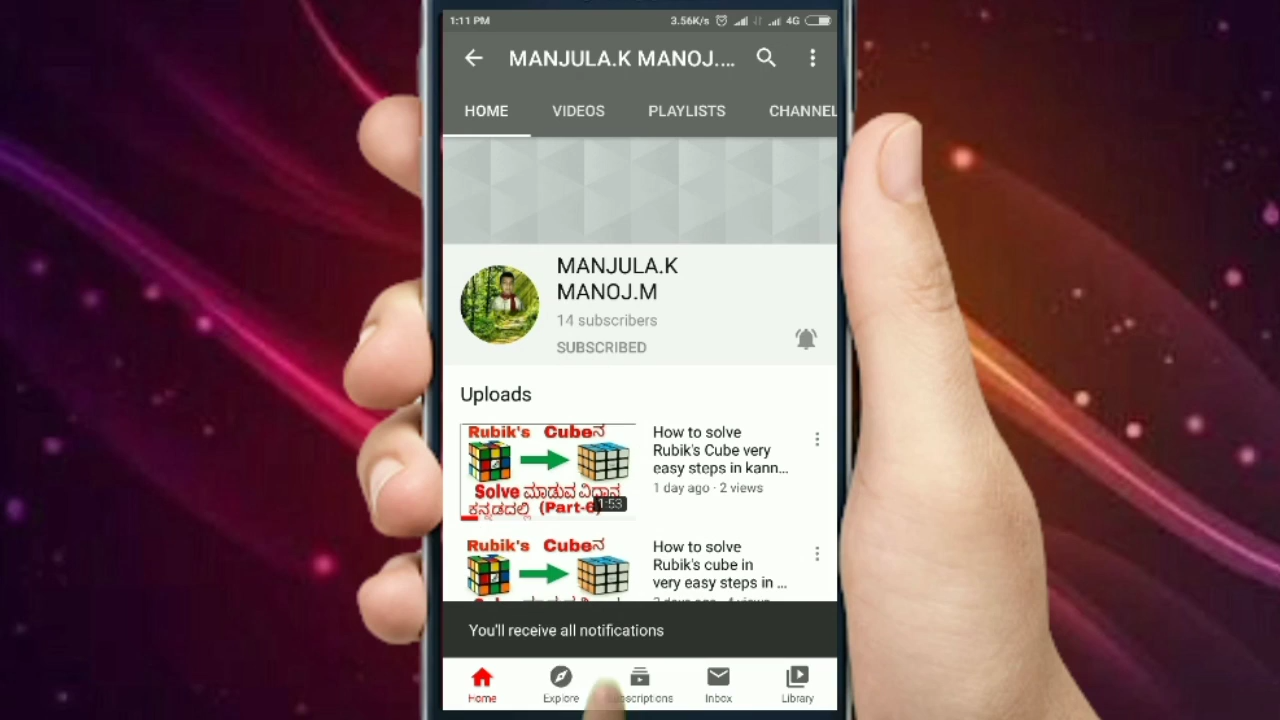 1:11 PM
3.56K/s
4G
MANJULA.K MANOJ....
HOME VIDEOS PLAYLISTS CHANNEL
MANJULA.K
MANOJ.M
14 subscribers
SUBSCRIBED
Uploads
Rubik's Cubeನ
Solve ಮಾಡುವ ವಿಧಾನ
ಕನ್ನಡದಲ್ಲಿ (Part-6)
1:53
How to solve
Rubik's Cube very
easy steps in kann...
1 day ago · 2 views
Rubik's Cubeನ
How to solve
Rubik's cube in
very easy steps in ...
You'll receive all notifications
Home Explore Inbox Library